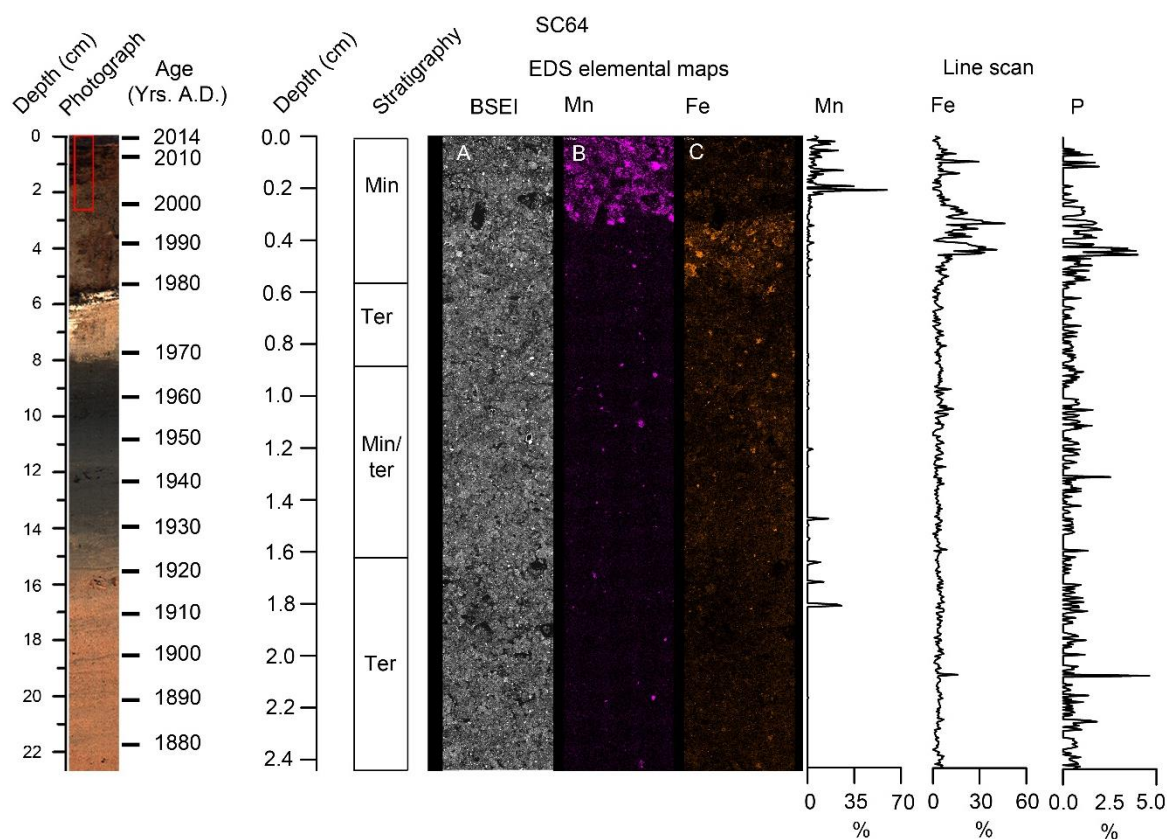 SC64
Depth (cm)
Photograph
Age
(Yrs. A.D.)
Depth (cm)
Stratigraphy
EDS elemental maps
Line scan
BSEI
Mn
Fe
Mn
Fe
P
0
2
4
6
8
10
12
14
16
18
20
22
2014
2010
2000
1990
1980
1970
1960
1950
1940
1930
1920
1910
1900
1890
1880
0.0
0.2
0.4
0.6
0.8
1.0
1.2
1.4
1.6
1.8
2.0
2.2
2.4
Min
Ter
Min/
ter
Ter
A
B
C
0 35 70
%
0 30 60
%
0.0 2.5 5.0
%